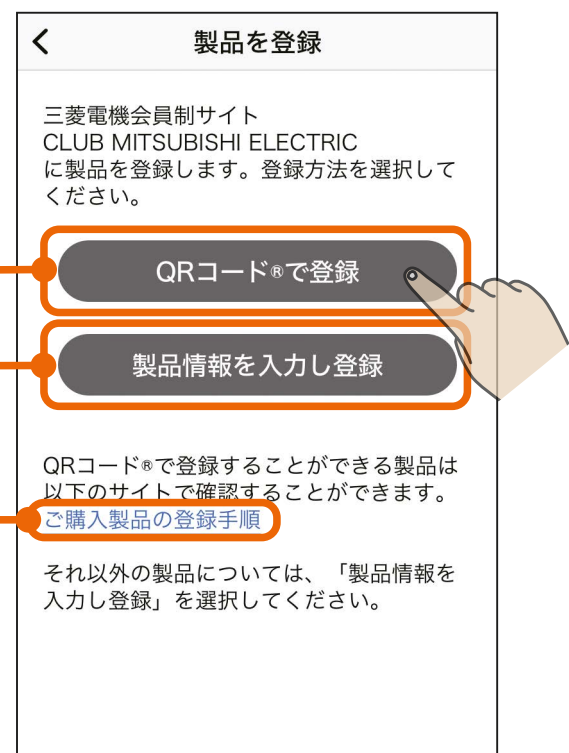 製品を登録
三菱電機会員制サイト
CLUB MITSUBISHI ELECTRIC
に製品を登録します。登録方法を選択して
ください。
QRコード®で登録
製品情報を入力し登録
QRコード®で登録することができる製品は
以下のサイトで確認することができます。
ご購入製品の登録手順
それ以外の製品については、「製品情報を
入力し登録」を選択してください。